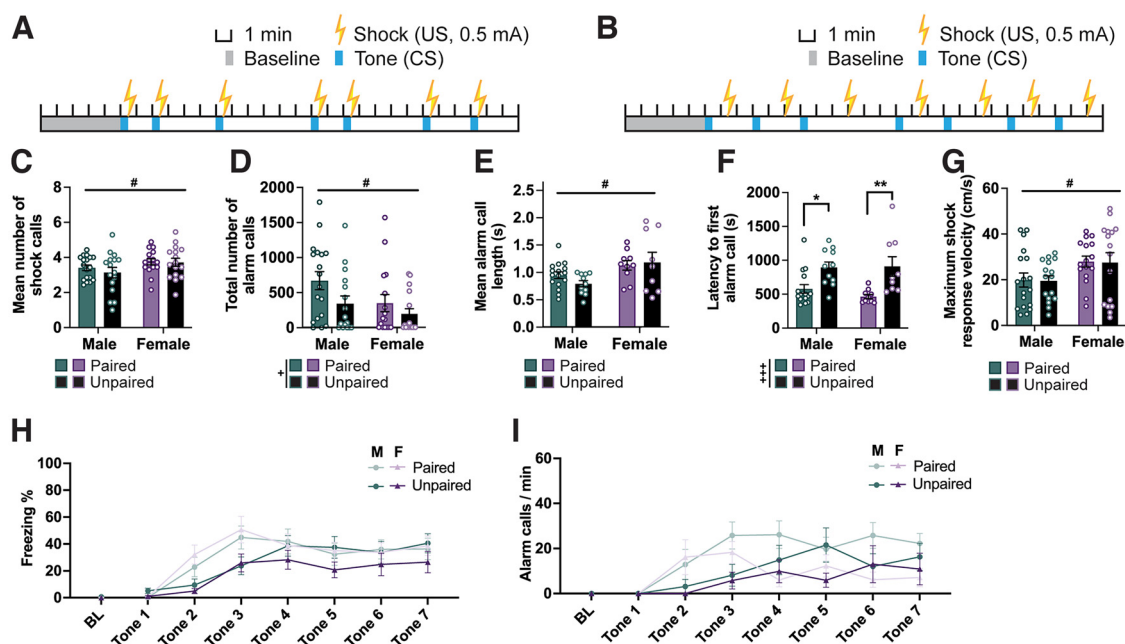 A
1 min
Shock (US, 0.5 mA)
Baseline
Tone (CS)
B
1 min
Shock (US, 0.5 mA)
Baseline
Tone (CS)
C
Mean number of
shock calls
8
6
4
2
0
#
Male
Female
Paired
Unpaired
D
Total number of
alarm calls
2000
1500
1000
500
0
#
Male
Female
+
Paired
Unpaired
E
Mean alarm call
length (s)
2.5
2.0
1.5
1.0
0.5
0.0
#
Male
Female
Paired
Unpaired
F
Latency to first
alarm call (s)
2000
1500
1000
500
0
*
**
Male
Female
+++
Paired
Unpaired
G
Maximum shock
response velocity (cm/s)
60
40
20
0
#
Male
Female
Paired
Unpaired
H
Freezing %
100
80
60
40
20
0
M F
Paired
Unpaired
BL
Tone 1
Tone 2
Tone 3
Tone 4
Tone 5
Tone 6
Tone 7
I
Alarm calls / min
60
40
20
0
M F
Paired
Unpaired
BL
Tone 1
Tone 2
Tone 3
Tone 4
Tone 5
Tone 6
Tone 7